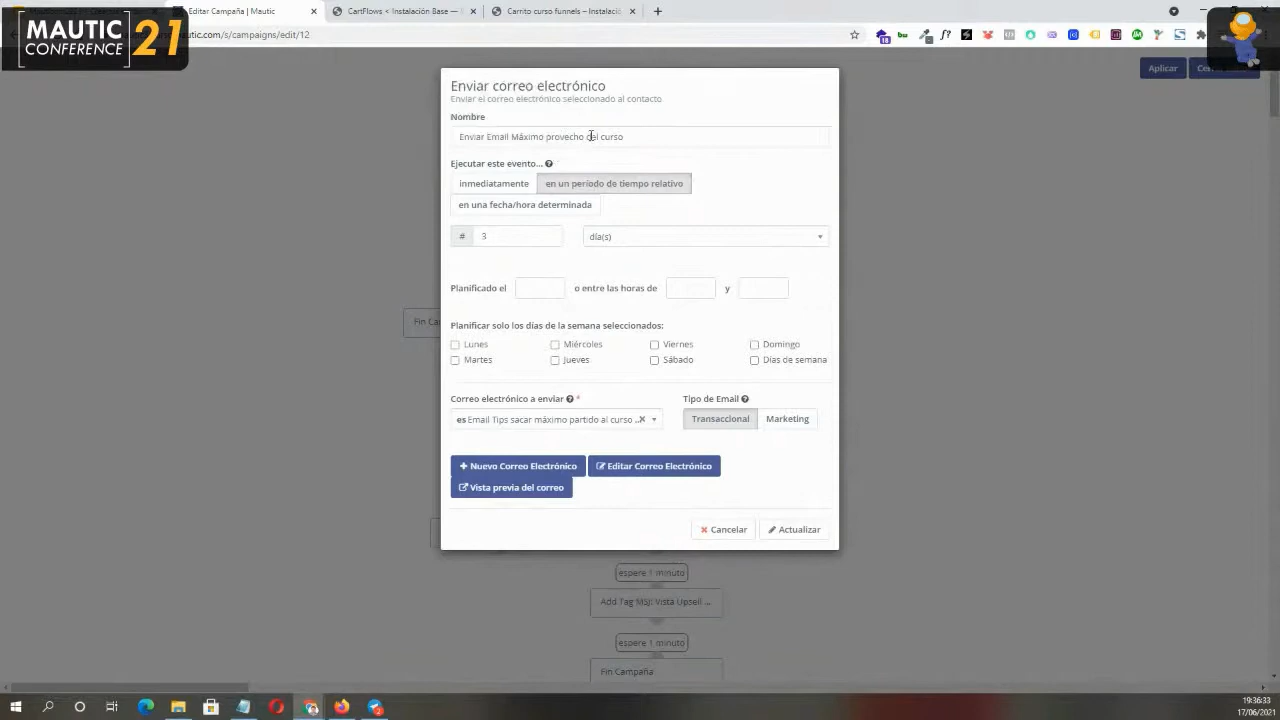 Editar Campaña | Mautic
CartFlows < Instalación Base —
Carrito curso-funnels – Instalació
utic.com/s/campaigns/edit/12
MAUTIC
CONFERENCE
21
18
Aplicar
Enviar correo electrónico
Enviar el correo electrónico seleccionado al contacto
Nombre
Enviar Email Máximo provecho del curso
Ejecutar este evento...
inmediatamente
en un período de tiempo relativo
en una fecha/hora determinada
# 3 día(s)
Planificado el o entre las horas de y
Fin Ca
Planificar solo los días de la semana seleccionados:
Lunes Miércoles Viernes Domingo
Martes Jueves Sábado Días de semana
Correo electrónico a enviar * Tipo de Email
es Email Tips sacar máximo partido al curso .. Transaccional Marketing
+ Nuevo Correo Electrónico Editar Correo Electrónico
Vista previa del correo
Cancelar Actualizar
espere 1 minuto
Add Tag MSJ: Vista Upsell ...
espere 1 minuto
Fin Campaña
19:36:33
17/06/2021